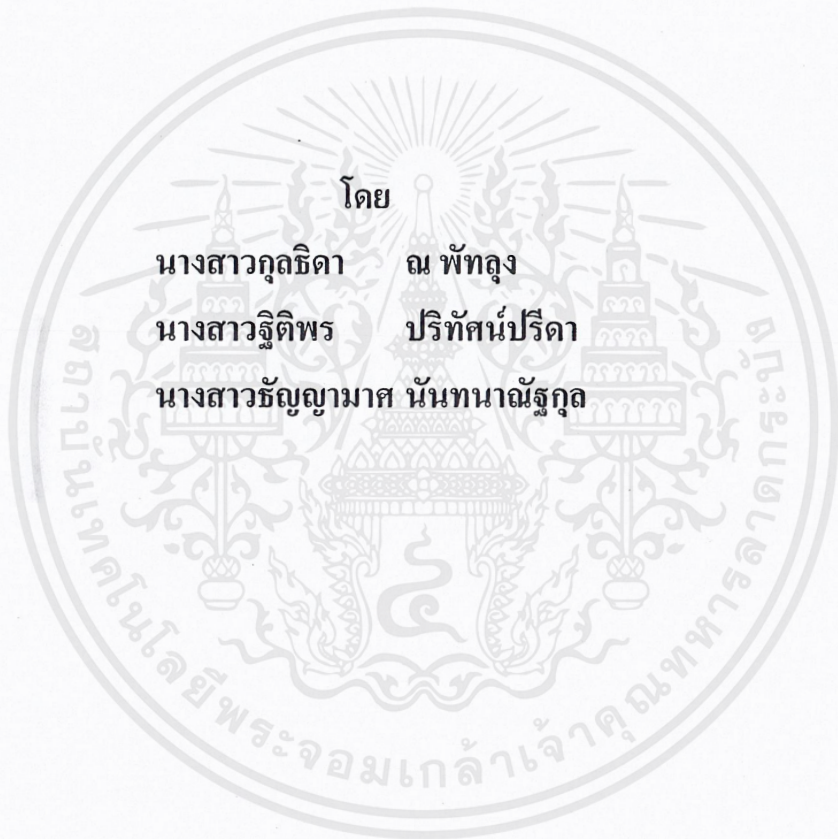 โดย
นางสาวกุลธิดา ณ พัทลุง
นางสาวฐิติพร ปริทัศน์ปรีดา
นางสาวธัญญามาศ นันทนาณัฐกุล
สถาบันเทคโนโลยีพระจอมเกล้าเจ้าคุณทหารลาดกระบัง